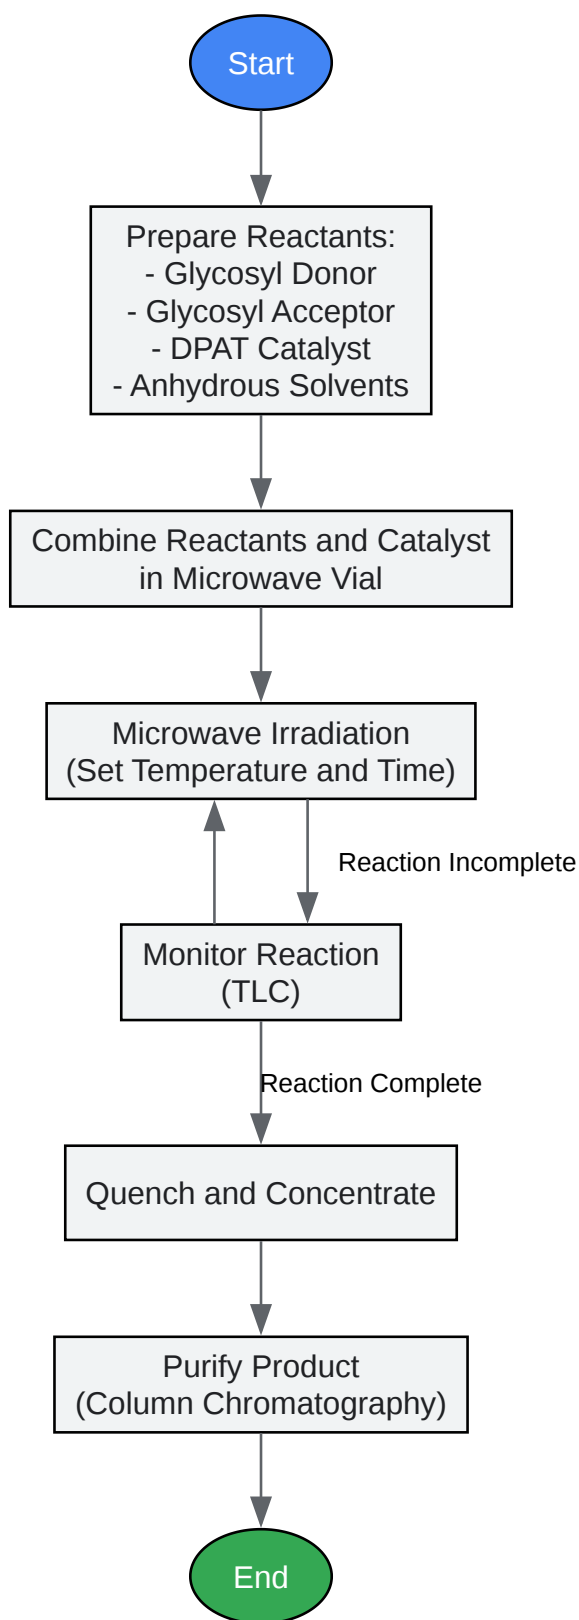 Start
Prepare Reactants:
- Glycosyl Donor
- Glycosyl Acceptor
- DPAT Catalyst
- Anhydrous Solvents
Combine Reactants and Catalyst
in Microwave Vial
Microwave Irradiation
(Set Temperature and Time)
Reaction Incomplete
Monitor Reaction
(TLC)
Reaction Complete
Quench and Concentrate
Purify Product
(Column Chromatography)
End